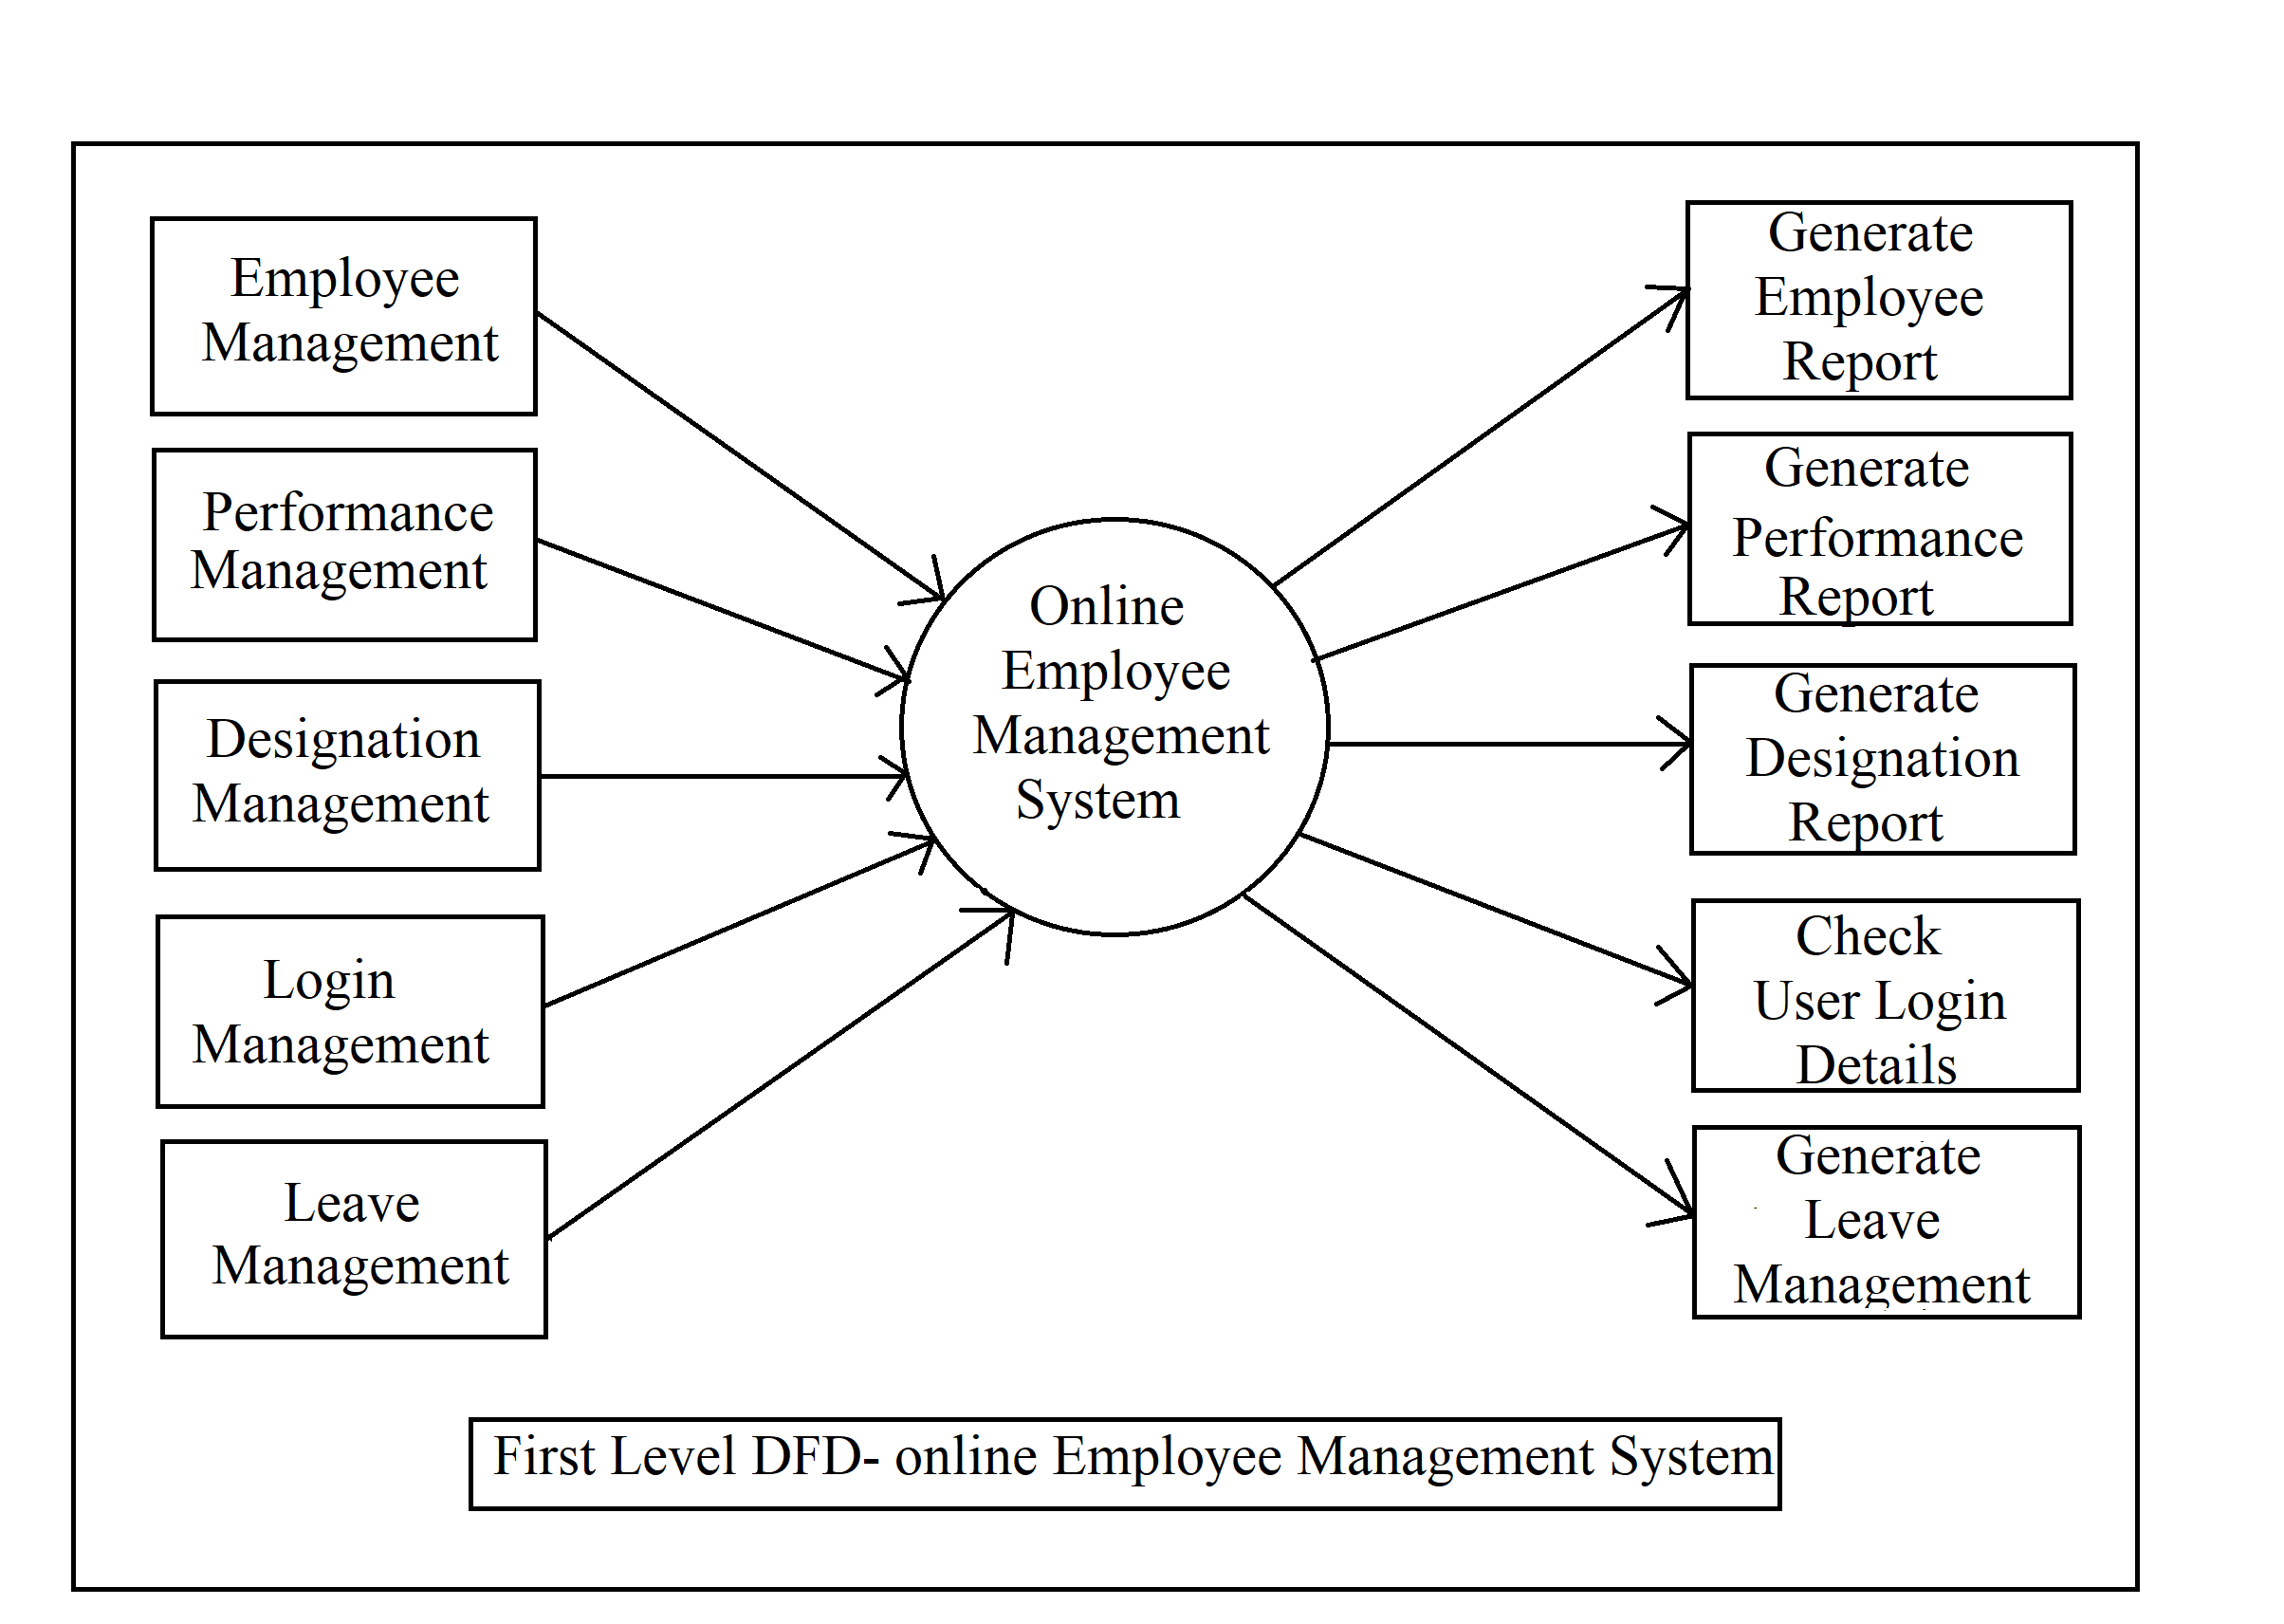 Employee
Management
Performance
Management
Designation
Management
Login
Management
Leave
Management
Online
Employee
Management
System
Generate
Employee
Report
Generate
Performance
Report
Generate
Designation
Report
Check
User Login
Details
Generate
Leave
Management
First Level DFD- online Employee Management System